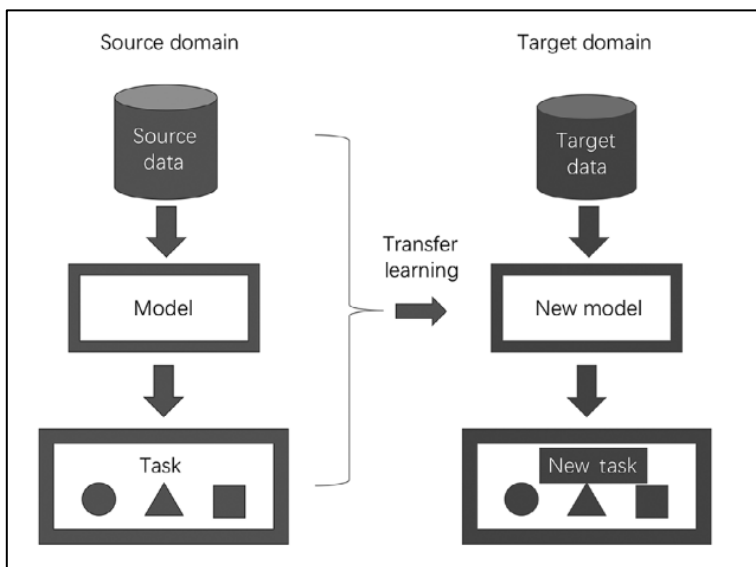 Source domain
Target domain
Source
data
Target
data
Transfer
learning
Model
New model
Task
New task